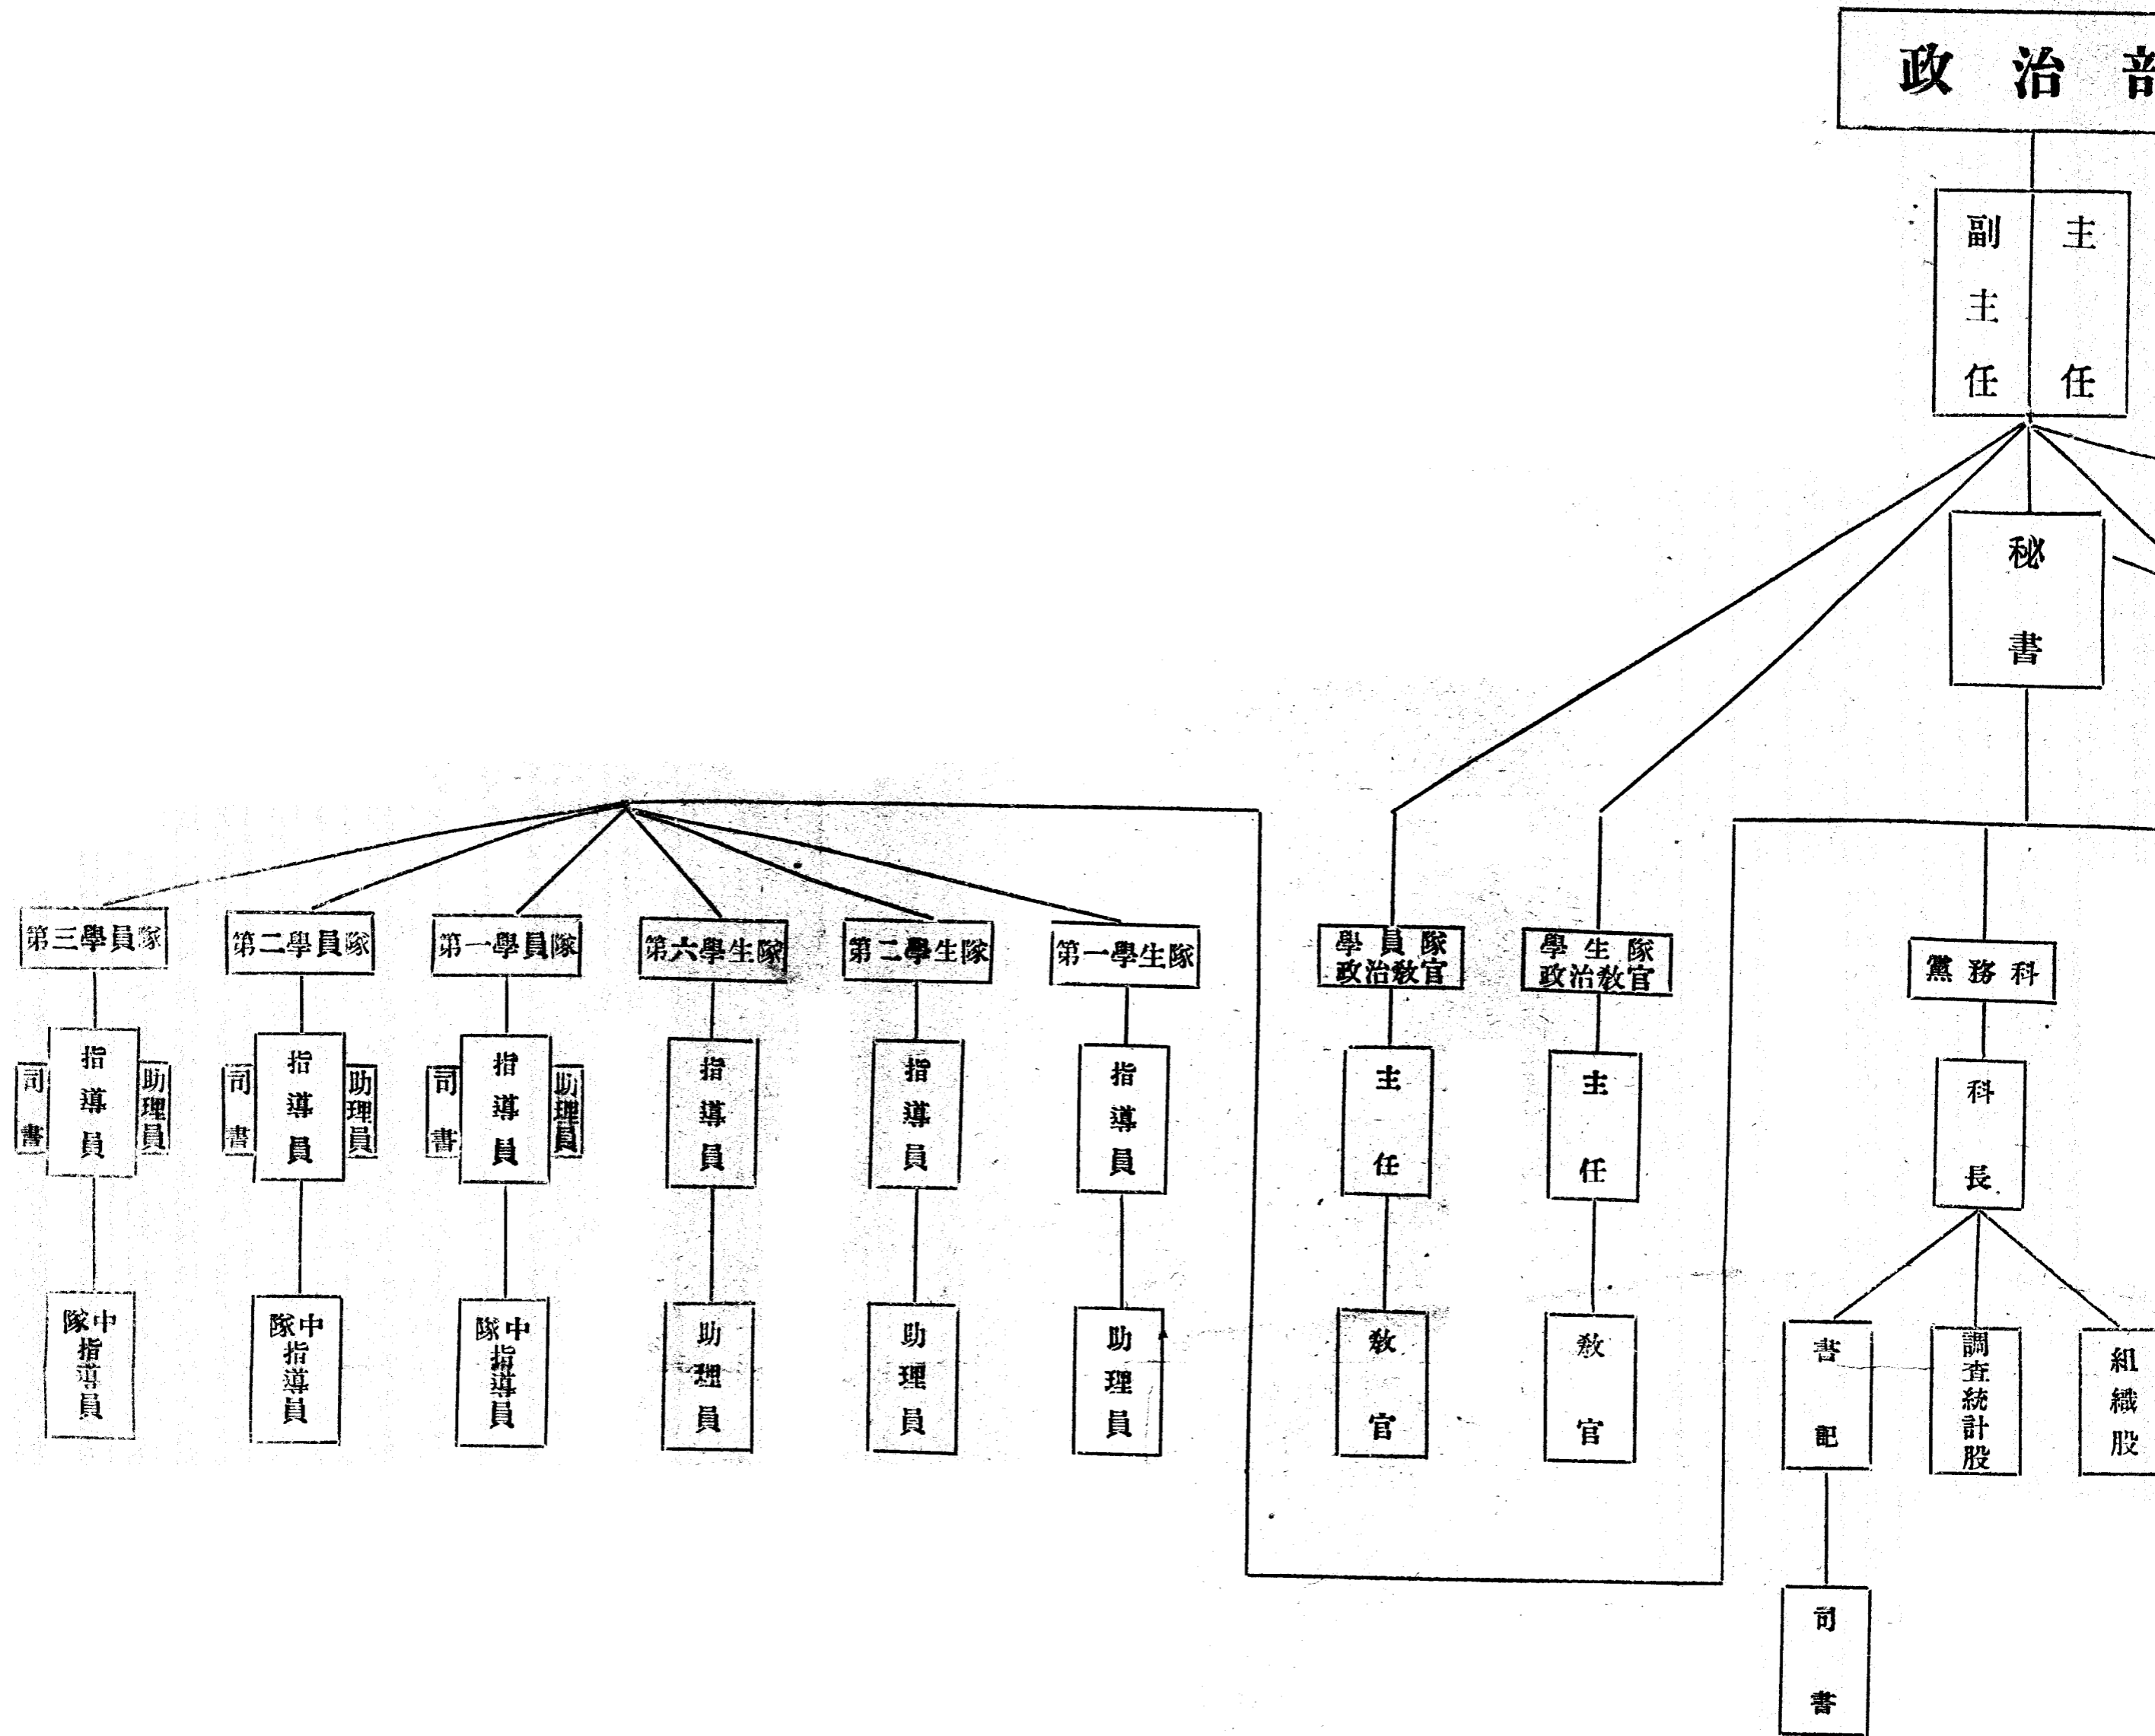 政治部
主任
副主任
秘書
黨務科
科長
組織股
調查統計股
書記
司書
學生隊
政治教官
主任
教官
學員隊
政治教官
主任
教官
第一學生隊
指導員
助理員
第二學生隊
指導員
助理員
第六學生隊
指導員
助理員
第一學員隊
助理員
指導員
司書
中隊指導員
第二學員隊
助理員
指導員
司書
中隊指導員
第三學員隊
助理員
指導員
司書
中隊指導員